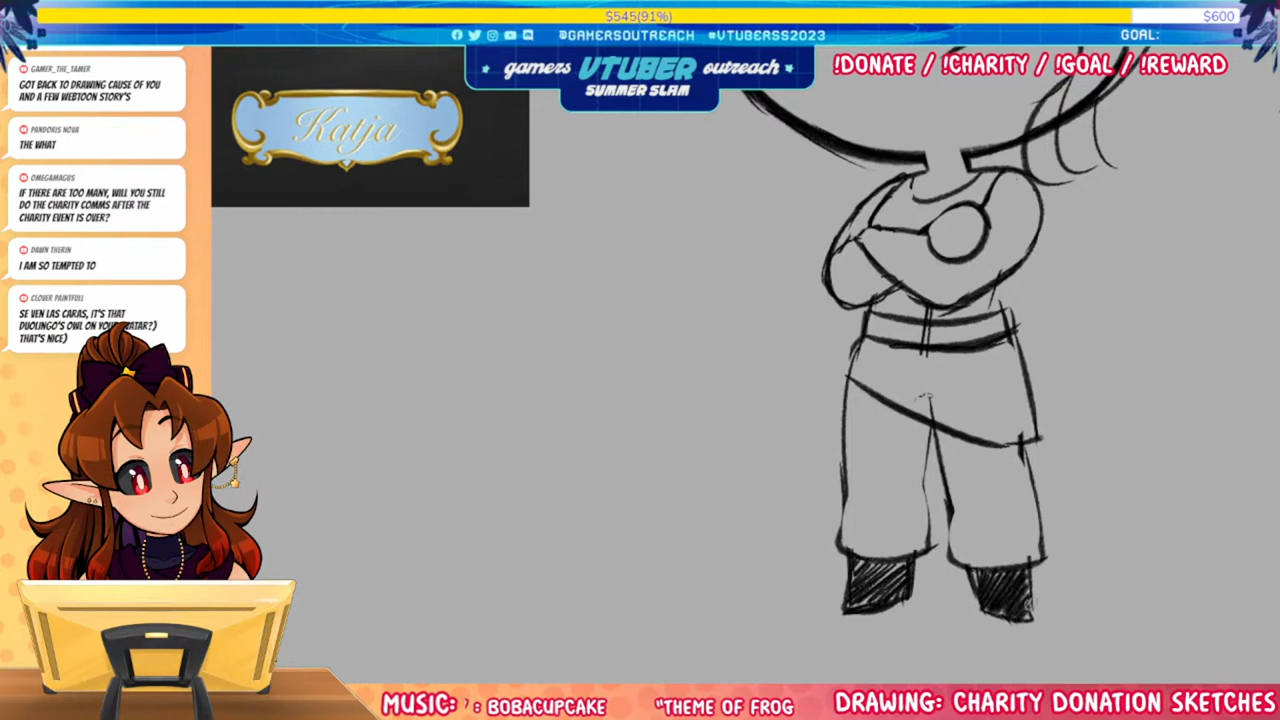 $545(91%)
$600
@GAMERSOUTREACH #VTUBERSS2023
GOAL:
gamers VTUBER outreach
SUMMER SLAM
!DONATE / !CHARITY / !GOAL / !REWARD
GAMER_THE_TAMER
GOT BACK TO DRAWING CAUSE OF YOU
AND A FEW WEBTOON STORY'S
PANDORIS NOVA
THE WHAT
OMEGAMAGUS
IF THERE ARE TOO MANY, WILL YOU STILL
DO THE CHARITY COMMS AFTER THE
CHARITY EVENT IS OVER?
DAWN THERIN
I AM SO TEMPTED TO
CLOVER PAINTFULL
SE VEN LAS CARAS, IT'S THAT
DUOLINGO'S OWL ON
THAT'S NICE)
Katja
MUSIC: ' : BOBACUPCAKE "THEME OF FROG
DRAWING: CHARITY DONATION SKETCHES